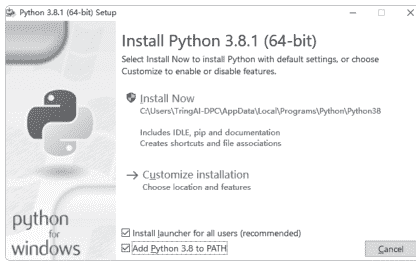 Python 3.8.1 (64-bit) Setup
Install Python 3.8.1 (64-bit)
Select Install Now to install Python with default settings, or choose
Customize to enable or disable features.
Install Now
C:\Users\TringAI-DPC\AppData\Local\Programs\Python\Python38
Includes IDLE, pip and documentation
Creates shortcuts and file associations
Customize installation
Choose location and features
python
for
windows
Install launcher for all users (recommended)
Add Python 3.8 to PATH
Cancel